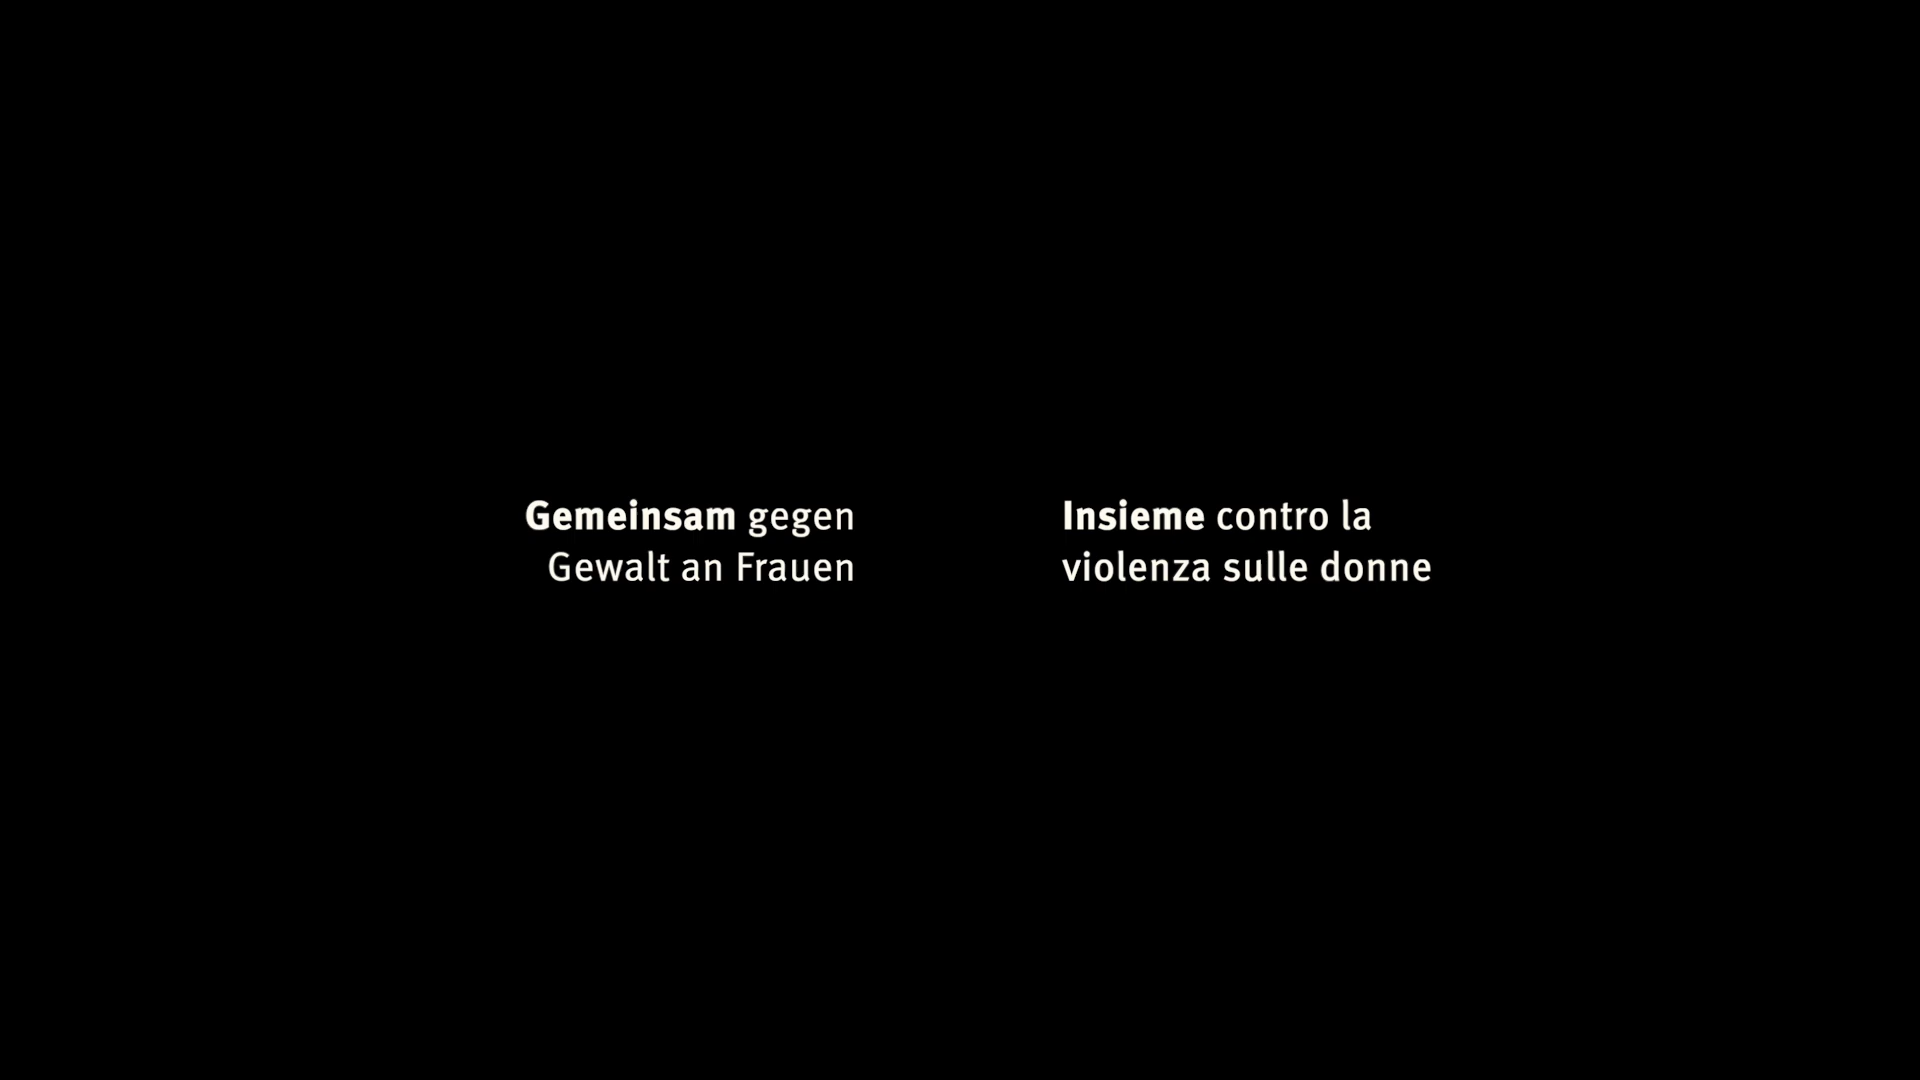 Gemeinsam gegen
Gewalt an Frauen
Insieme contro la
violenza sulle donne